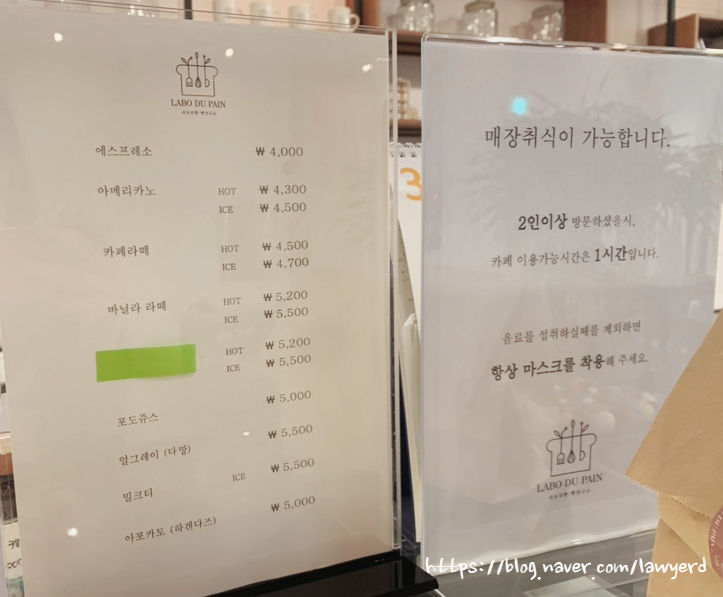 LABO DU PAIN
에스프레소 ₩ 4,000
아메리카노 HOT ₩ 4,300
ICE ₩ 4,500
카페라떼 HOT ₩ 4,500
ICE ₩ 4,700
바닐라 라떼 HOT ₩ 5,200
ICE ₩ 5,500
HOT ₩ 5,200
ICE ₩ 5,500
포도쥬스 ₩ 5,000
얼그레이 (다망) ₩ 5,500
밀크티 ICE ₩ 5,500
아포카토 (하겐다즈) ₩ 5,000
매장취식이 가능합니다.
2인이상 방문하셨을시,
카페 이용가능시간은 1시간입니다.
음료를 섭취하실때를 제외하면
항상 마스크를 착용해 주세요.
LABO DU PAIN
3
https://blog.naver.com/lawyerd